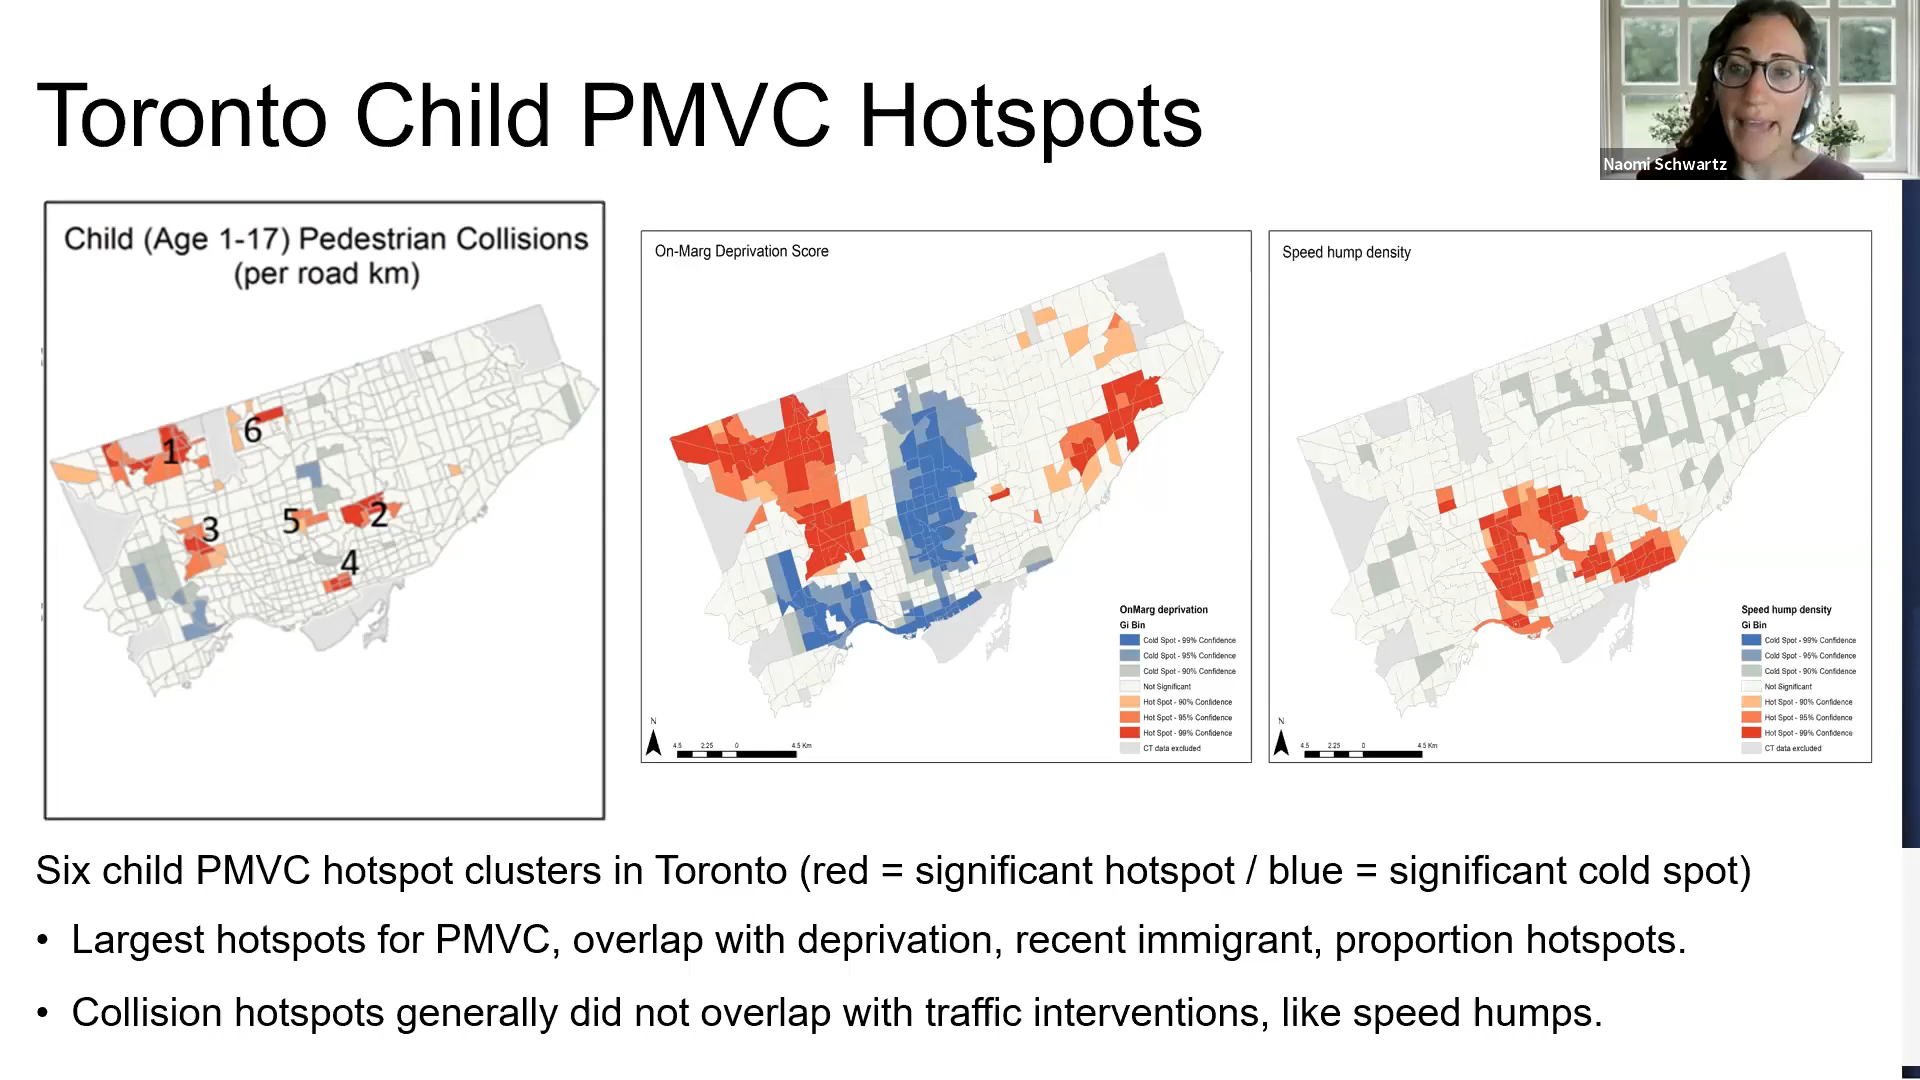 Toronto Child PMVC Hotspots
Naomi Schwartz
Child (Age 1-17) Pedestrian Collisions
(per road km)
1
6
3
5
2
4
On-Marg Deprivation Score
OnMarg deprivation
Gi Bin
Cold Spot - 99% Confidence
Cold Spot - 95% Confidence
Cold Spot - 90% Confidence
Not Significant
Hot Spot - 90% Confidence
Hot Spot - 95% Confidence
Hot Spot - 99% Confidence
CT data excluded
N
4.5 2.25 0 4.5 Km
Speed hump density
Speed hump density
Gi Bin
Cold Spot - 99% Confidence
Cold Spot - 95% Confidence
Cold Spot - 90% Confidence
Not Significant
Hot Spot - 90% Confidence
Hot Spot - 95% Confidence
Hot Spot - 99% Confidence
CT data excluded
N
4.5 2.25 0 4.5 Km
Six child PMVC hotspot clusters in Toronto (red = significant hotspot / blue = significant cold spot)
• Largest hotspots for PMVC, overlap with deprivation, recent immigrant, proportion hotspots.
• Collision hotspots generally did not overlap with traffic interventions, like speed humps.